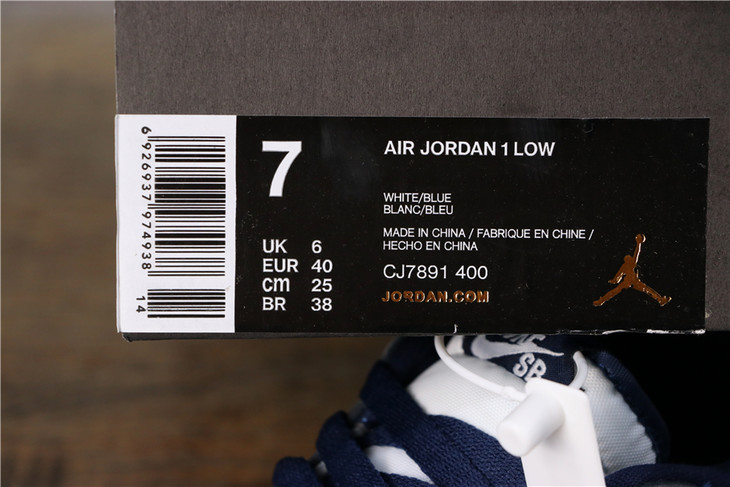 6 926937 974938
14
7
UK 6
EUR 40
cm 25
BR 38
AIR JORDAN 1 LOW
WHITE/BLUE
BLANC/BLEU
MADE IN CHINA / FABRIQUE EN CHINE /
HECHO EN CHINA
CJ7891 400
JORDAN.COM
SB